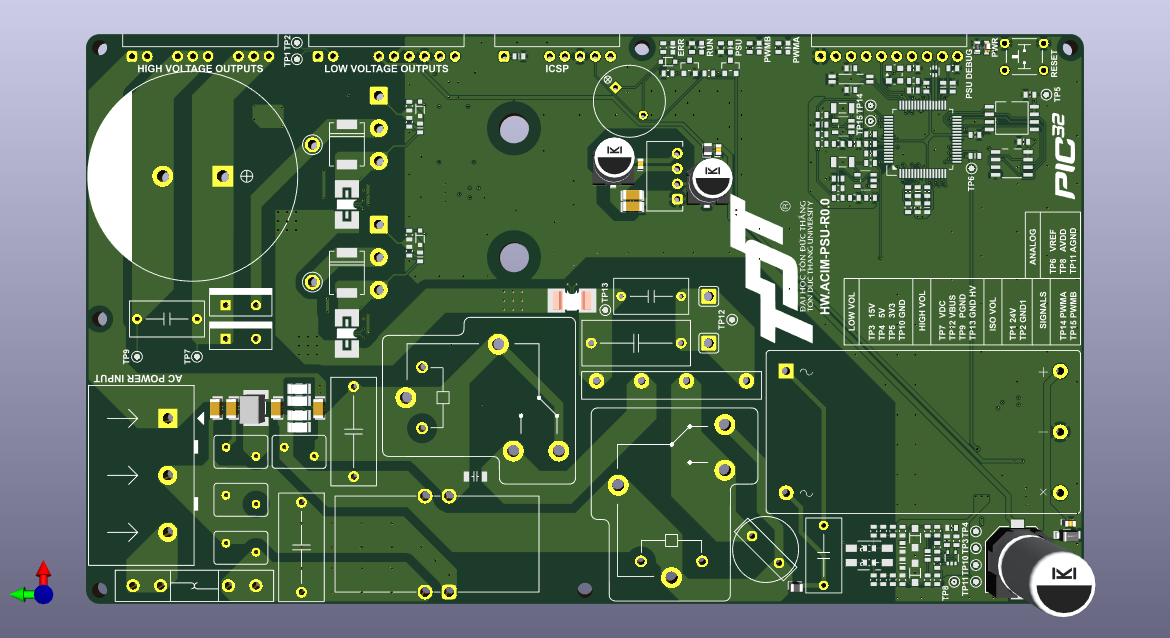 HIGH VOLTAGE OUTPUTS
TP1 TP2
LOW VOLTAGE OUTPUTS
ICSP
ERR
RUN
PSU
PWMB
PWMA
PSU DEBUG
PWR
RESET
TP5
TP14
TP15
TP6
PIC32
TDT
®
ĐẠI HỌC TÔN ĐỨC THẮNG
TON DUC THANG UNIVERSITY
HW.ACIM-PSU-R0.0
ANALOG
TP6 VREF
TP8 AVDD
TP11 AGND
LOW VOL
TP3 15V
TP4 9V
TP5 3V3
TP10 GND
HIGH VOL
TP7 VDC
TP12 VBUS
TP9 PGND
TP13 GND HV
ISO VOL
TP1 24V
TP2 GND1
SIGNALS
TP14 PWMA
TP15 PWMB
TP13
TP12
TP9
TP7
AC POWER INPUT
TP3 TP4
TP11 TP10
TP8